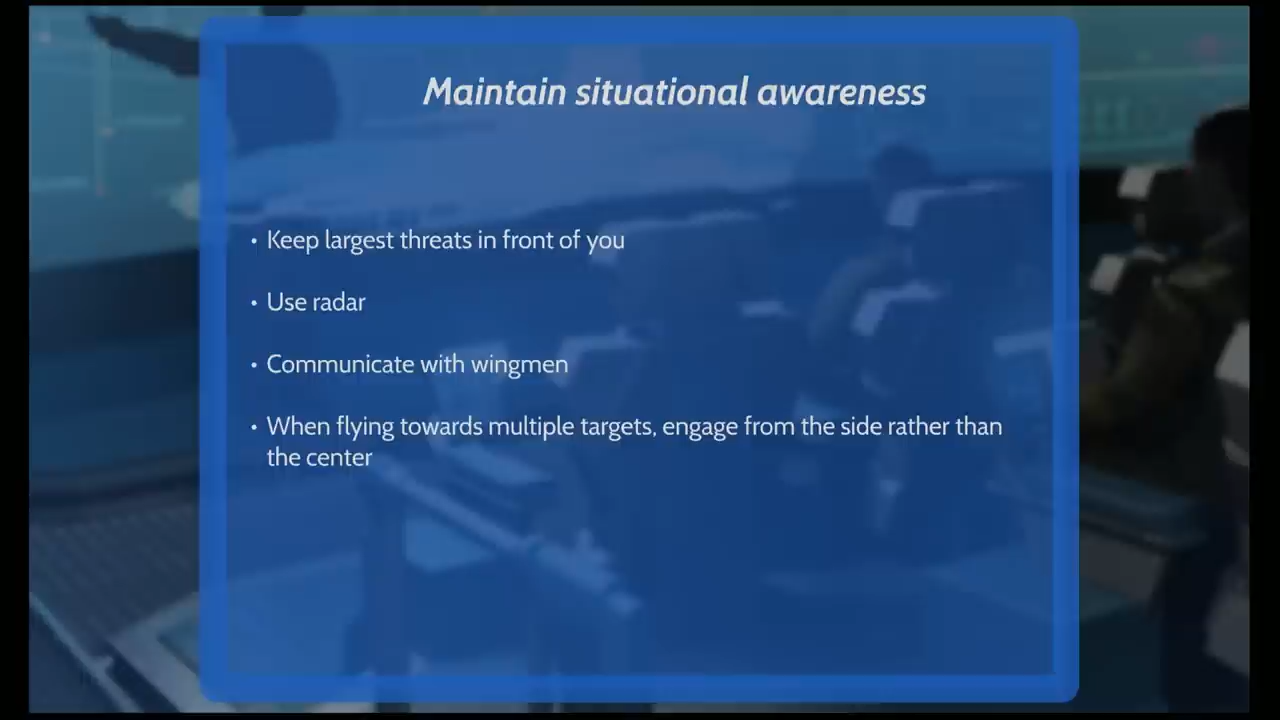 Maintain situational awareness
• Keep largest threats in front of you
• Use radar
• Communicate with wingmen
• When flying towards multiple targets, engage from the side rather than
the center